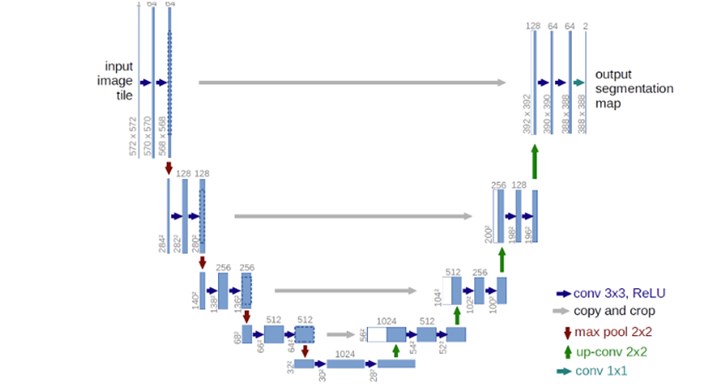 64 64
input
image
tile
572 x 572
570 x 570
568 x 568
128 64 64 2
output
segmentation
map
392 x 392
390 x 390
388 x 388
388 x 388
128 128
284²
282²
280²
256 128
200²
198²
196²
256 256
140²
138²
136²
512 256
104²
102²
100²
512 512
68²
66²
64²
1024 512
56²
54²
52²
1024
32²
30²
28²
conv 3x3, ReLU
copy and crop
max pool 2x2
up-conv 2x2
conv 1x1